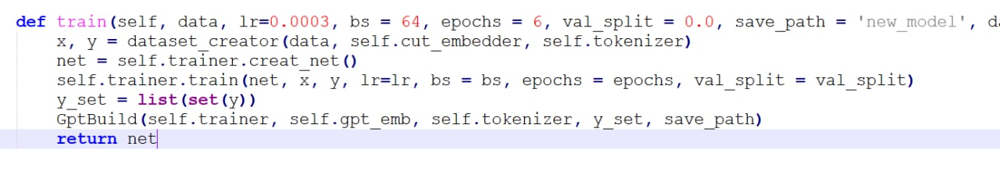 def train(self, data, lr=0.0003, bs = 64, epochs = 6, val_split = 0.0, save_path = 'new_model',
x, y = dataset_creator(data, self.cut_embedder, self.tokenizer)
net = self.trainer.creat_net()
self.trainer.train(net, x, y, lr=lr, bs = bs, epochs = epochs, val_split = val_split)
y_set = list(set(y))
GptBuild(self.trainer, self.gpt_emb, self.tokenizer, y_set, save_path)
return net